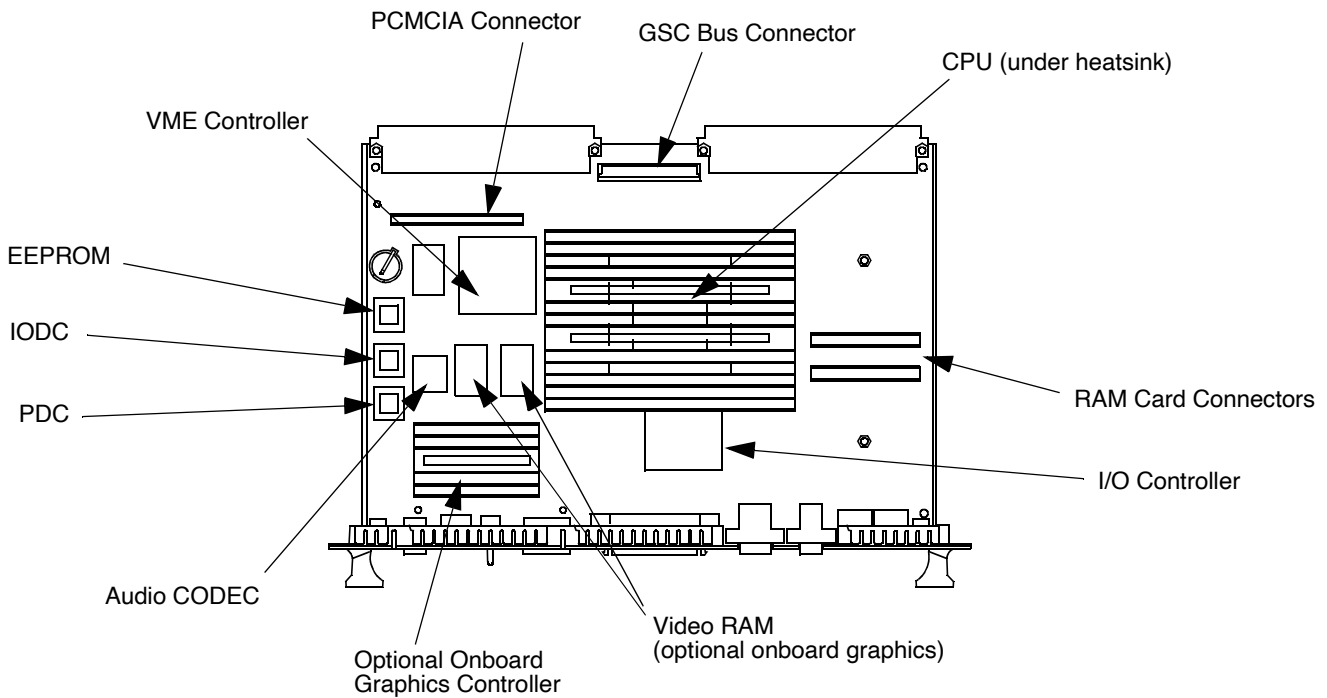 PCMCIA Connector
GSC Bus Connector
CPU (under heatsink)
VME Controller
EEPROM
IODC
PDC
RAM Card Connectors
I/O Controller
Audio CODEC
Video RAM
(optional onboard graphics)
Optional Onboard
Graphics Controller